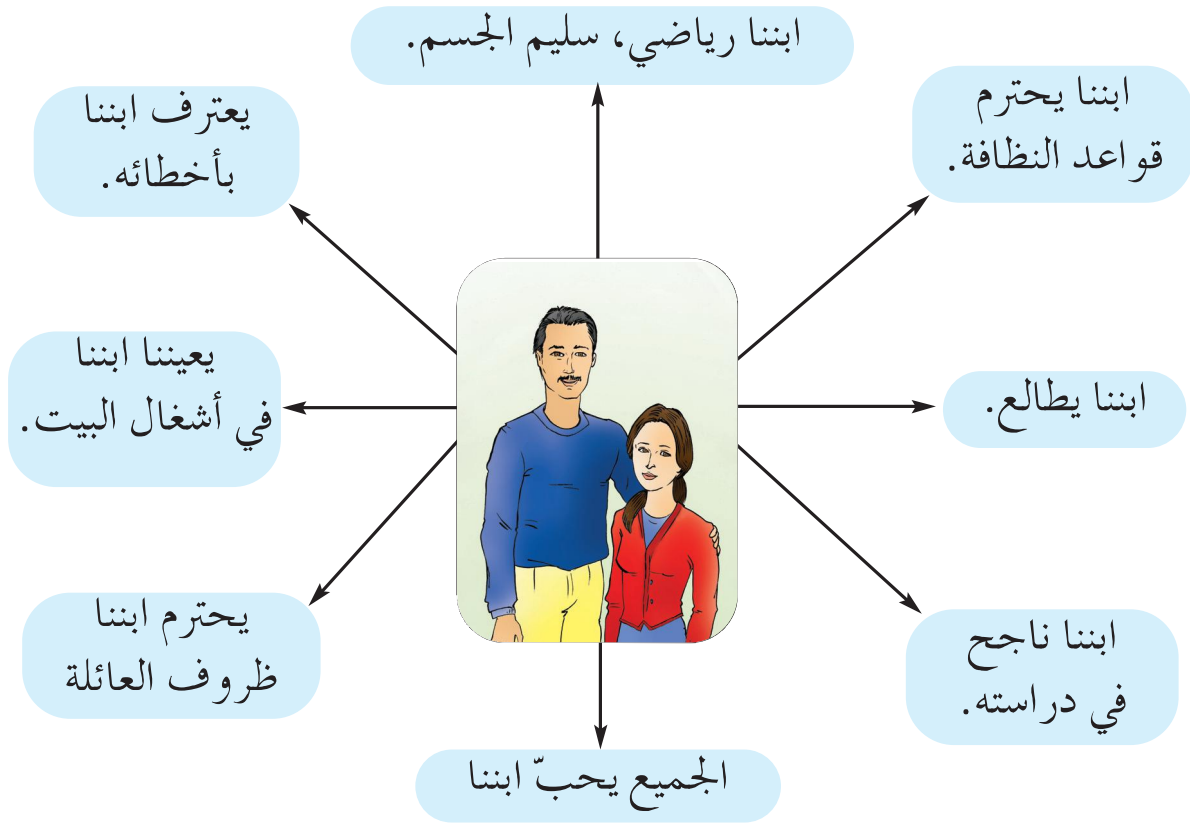 ابننا رياضي، سليم الجسم.
ابننا يحترم
قواعد النظافة.
يعترف ابننا
بأخطائه.
ابننا يطالع.
يعيننا ابننا
في أشغال البيت.
ابننا ناجح
في دراسته.
يحترم ابننا
ظروف العائلة
الجميع يحبّ ابننا